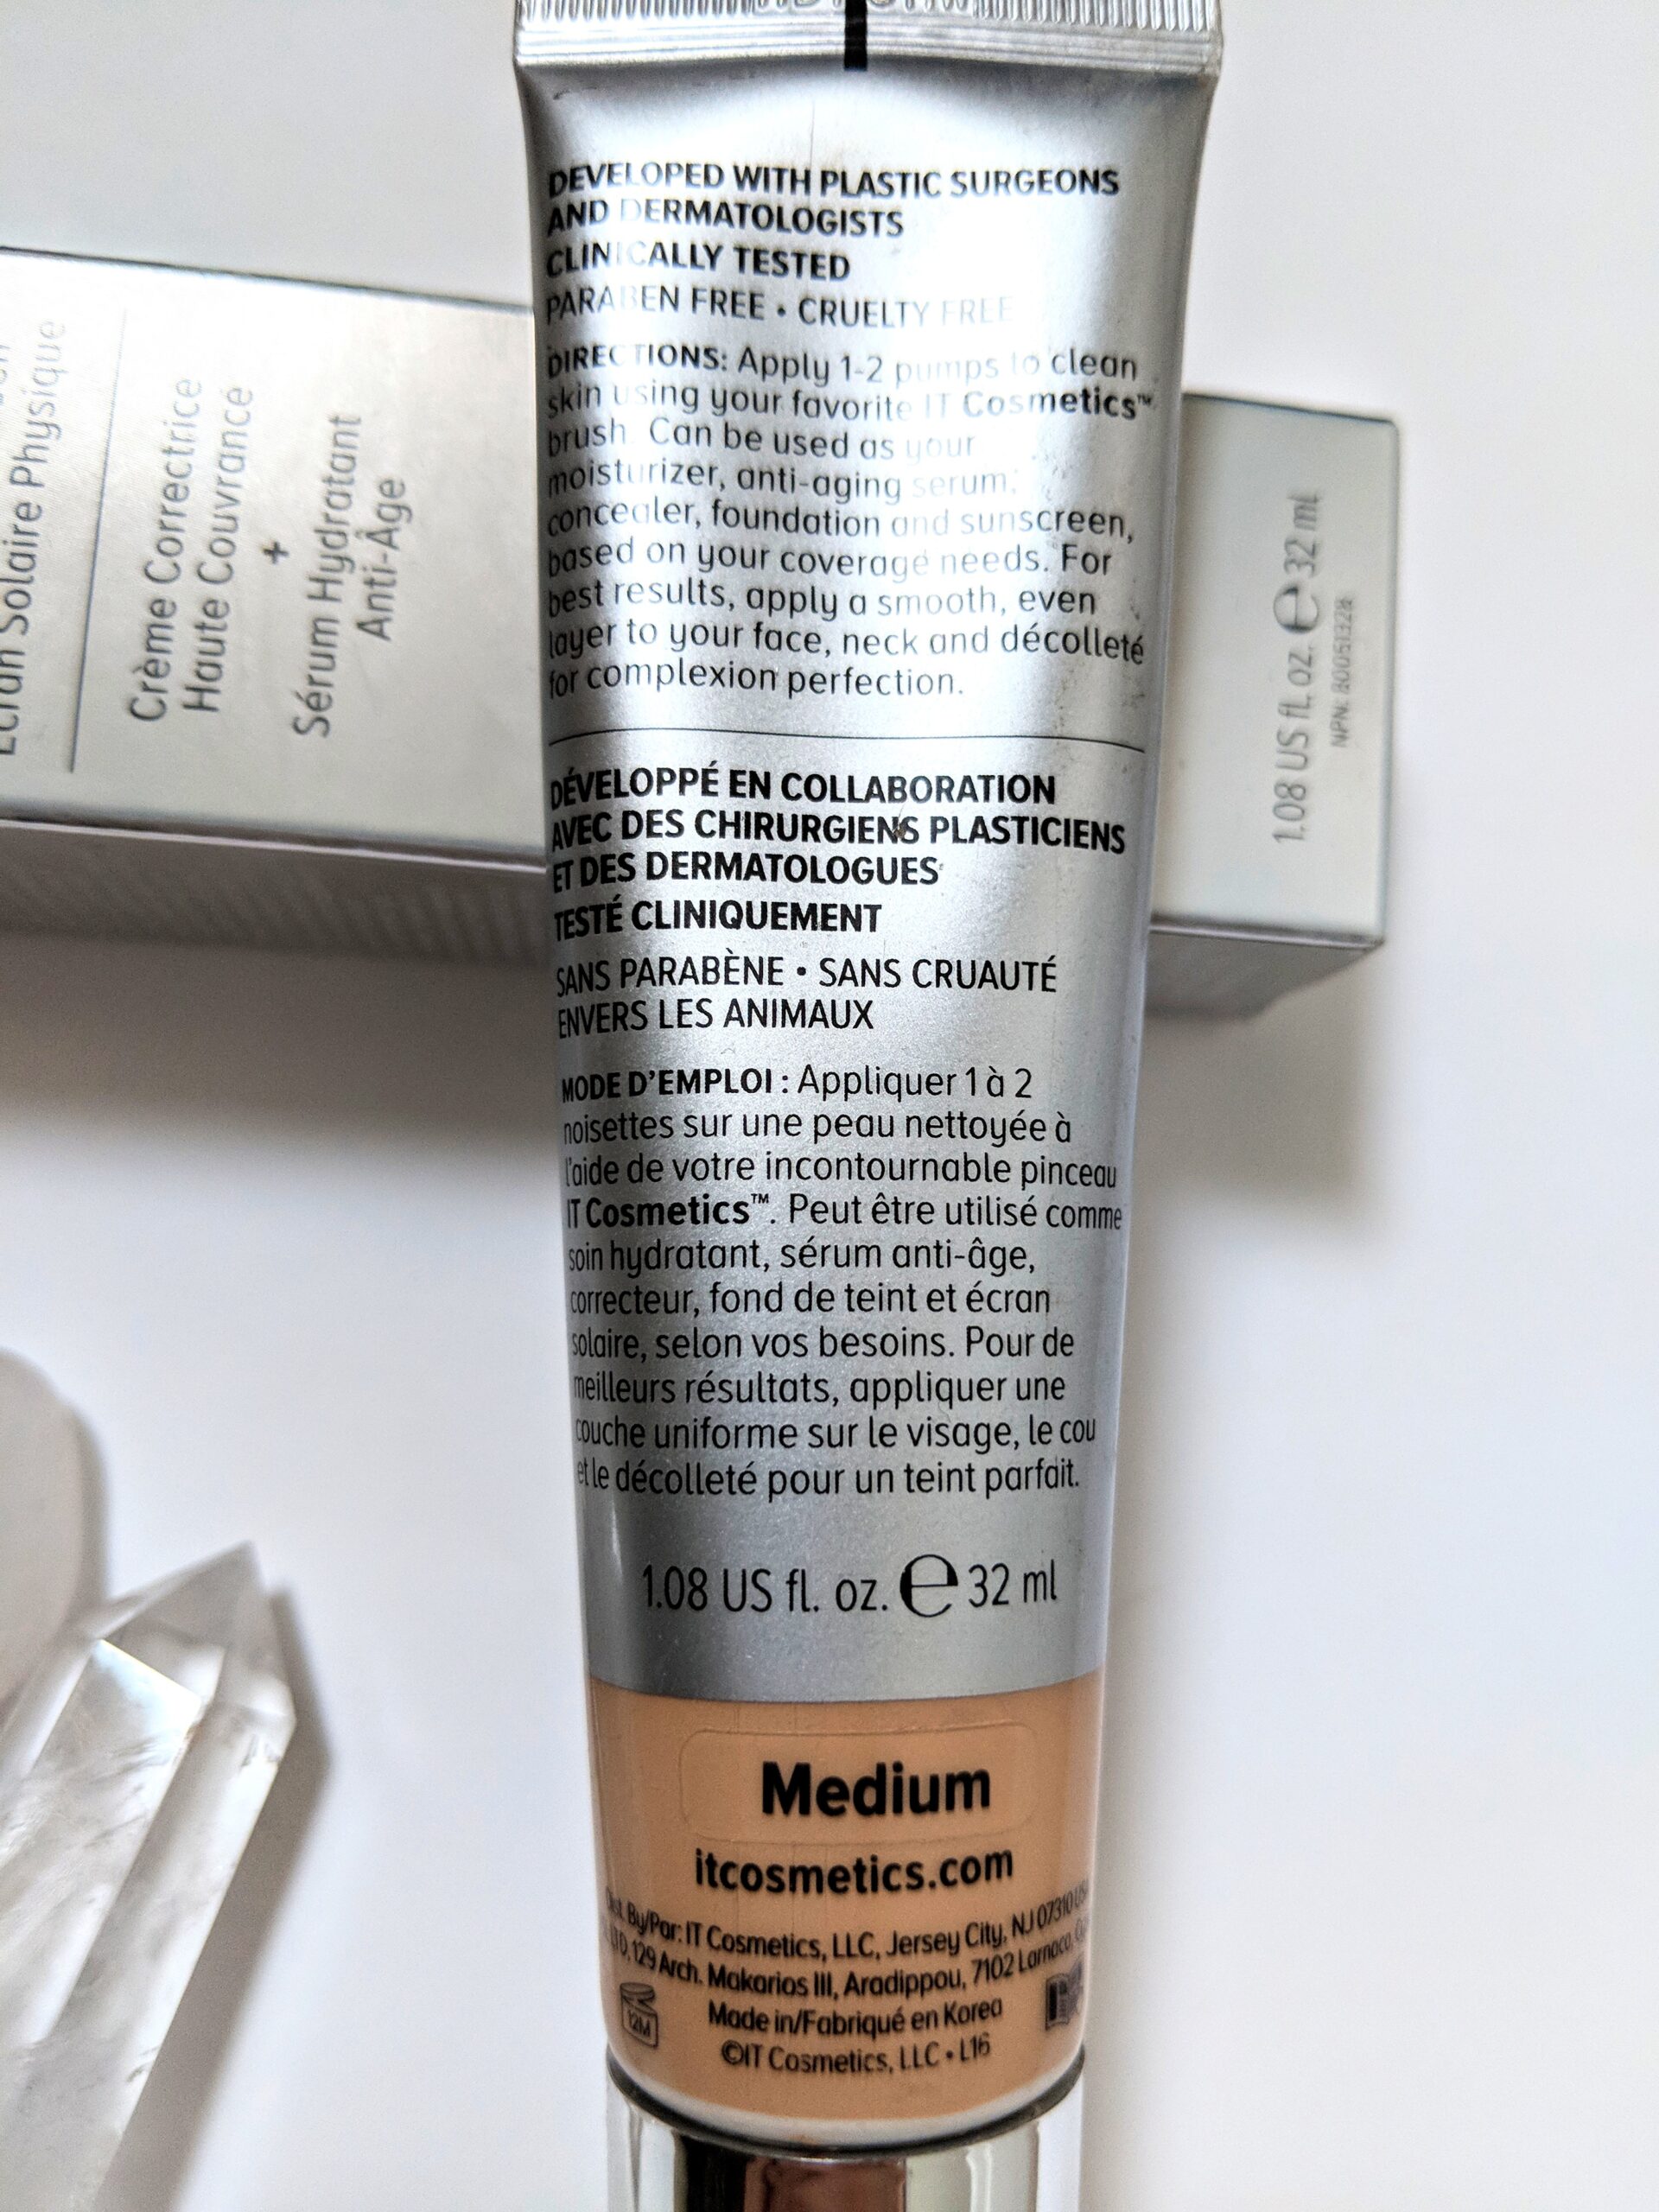 DEVELOPED WITH PLASTIC SURGEONS
AND DERMATOLOGISTS
CLINICALLY TESTED
PARABEN FREE • CRUELTY FREE
DIRECTIONS: Apply 1-2 pumps to clean
skin using your favorite IT Cosmetics™
brush. Can be used as your
moisturizer, anti-aging serum,
concealer, foundation and sunscreen,
based on your coverage needs. For
best results, apply a smooth, even
layer to your face, neck and décolleté
for complexion perfection.
DÉVELOPPÉ EN COLLABORATION
AVEC DES CHIRURGIENS PLASTICIENS
ET DES DERMATOLOGUES
TESTÉ CLINIQUEMENT
SANS PARABÈNE • SANS CRUAUTÉ
ENVERS LES ANIMAUX
MODE D'EMPLOI : Appliquer 1 à 2
noisettes sur une peau nettoyée à
l'aide de votre incontournable pinceau
IT Cosmetics™. Peut être utilisé comme
soin hydratant, sérum anti-âge,
correcteur, fond de teint et écran
solaire, selon vos besoins. Pour de
meilleurs résultats, appliquer une
couche uniforme sur le visage, le cou
et le décolleté pour un teint parfait.
1.08 US fl. oz. ℮ 32 ml
Medium
itcosmetics.com
By/Par: IT Cosmetics, LLC, Jersey City, NJ 07310
LTD, 129 Arch. Makarios III, Aradippou, 7102 Larnaca,
Made in/Fabriqué en Korea
©IT Cosmetics, LLC • L16
12M
Écran Solaire Physique
Crème Correctrice
Haute Couvrance
+
Sérum Hydratant
Anti-Âge
1.08 US fl. oz. ℮ 32 ml
NPN: 80051328